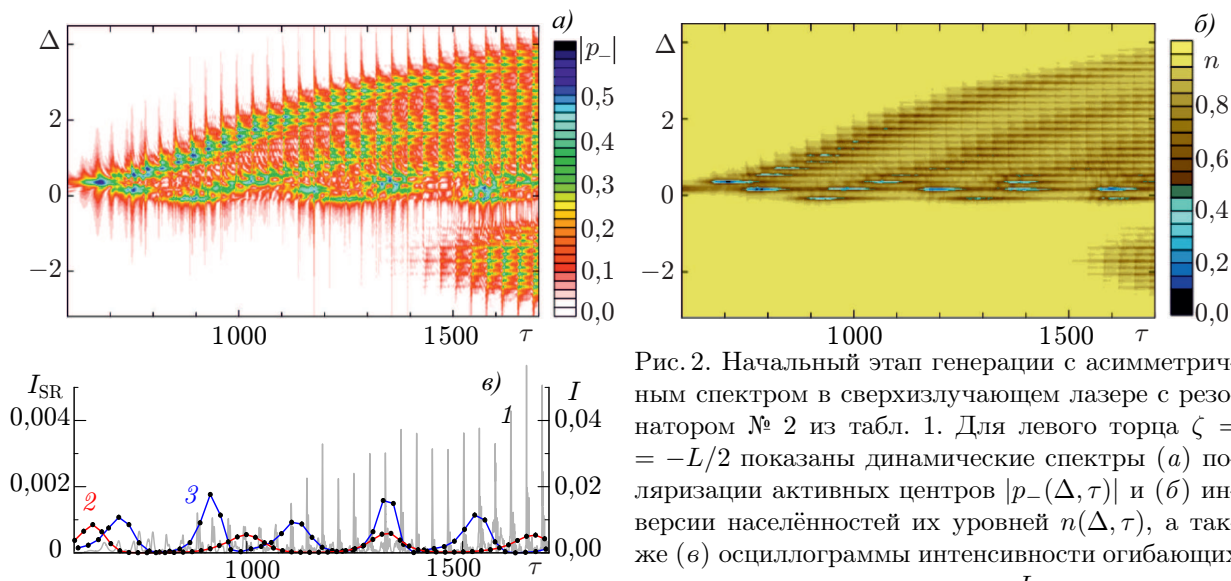 а)
Δ
|p_-|
0,5
0,4
0,3
0,2
0,1
0,0
2
0
−2
1000
1500
τ
б)
Δ
n
0,8
0,6
0,4
0,2
0,0
2
0
−2
1000
1500
τ
в)
I_SR
I
0,004
0,002
0
0,04
0,02
0,00
1
2
3
1000
1500
τ
Рис. 2. Начальный этап генерации с асимметрич-
ным спектром в сверхизлучающем лазере с резо-
натором № 2 из табл. 1. Для левого торца ζ =
= −L/2 показаны динамические спектры (а) по-
ляризации активных центров |p_-(Δ, τ)| и (б) ин-
версии населённостей их уровней n(Δ, τ), а так-
же (в) осциллограммы интенсивности огибающих